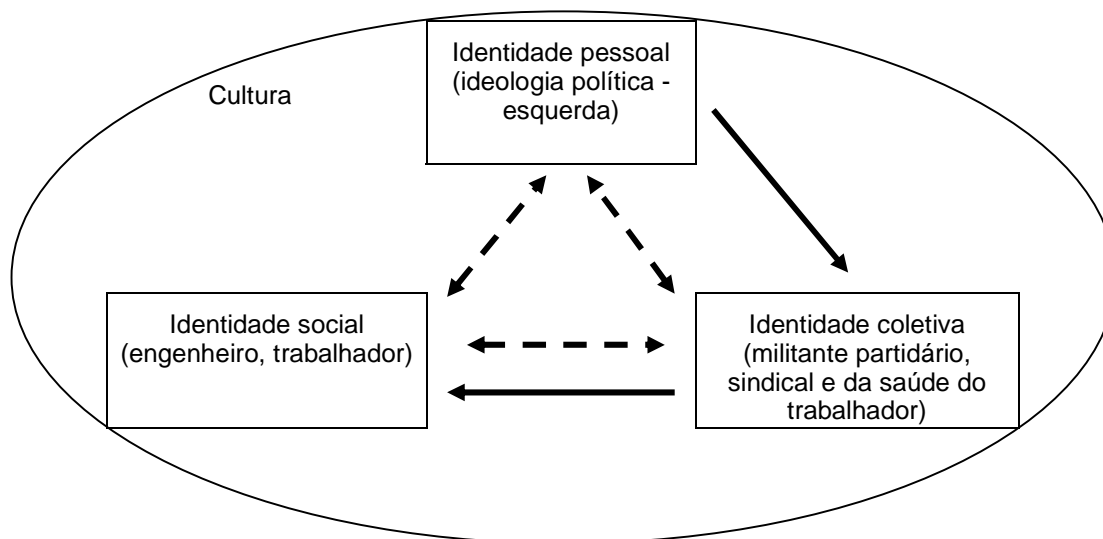 Identidade pessoal
(ideologia política -
esquerda)
Cultura
Identidade social
(engenheiro, trabalhador)
Identidade coletiva
(militante partidário,
sindical e da saúde do
trabalhador)